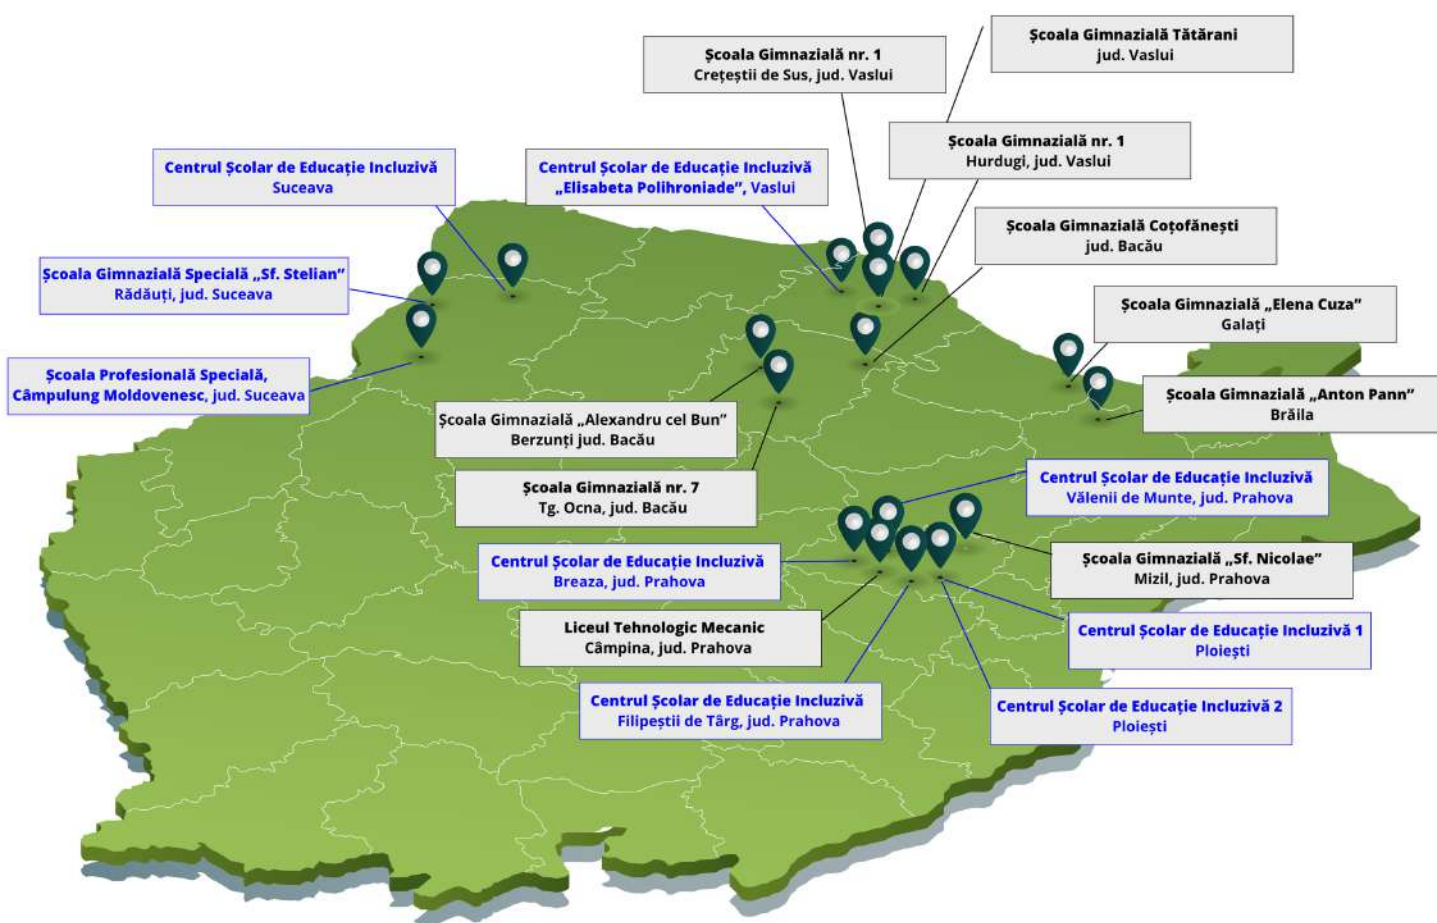 Școala Gimnazială nr. 1
Crețeștii de Sus, jud. Vaslui
Școala Gimnazială Tătărani
jud. Vaslui
Școala Gimnazială nr. 1
Hurdugi, jud. Vaslui
Centrul Școlar de Educație Incluzivă
Suceava
Centrul Școlar de Educație Incluzivă
„Elisabeta Polihroniade”, Vaslui
Școala Gimnazială Coțofănești
jud. Bacău
Școala Gimnazială Specială „Sf. Stelian”
Rădăuți, jud. Suceava
Școala Gimnazială „Elena Cuza”
Galați
Școala Profesională Specială,
Câmpulung Moldovenesc, jud. Suceava
Școala Gimnazială „Anton Pann”
Brăila
Școala Gimnazială „Alexandru cel Bun”
Berzunți jud. Bacău
Școala Gimnazială nr. 7
Tg. Ocna, jud. Bacău
Centrul Școlar de Educație Incluzivă
Vălenii de Munte, jud. Prahova
Centrul Școlar de Educație Incluzivă
Breaza, jud. Prahova
Școala Gimnazială „Sf. Nicolae”
Mizil, jud. Prahova
Liceul Tehnologic Mecanic
Câmpina, jud. Prahova
Centrul Școlar de Educație Incluzivă 1
Ploiești
Centrul Școlar de Educație Incluzivă
Filipeștii de Târg, jud. Prahova
Centrul Școlar de Educație Incluzivă 2
Ploiești